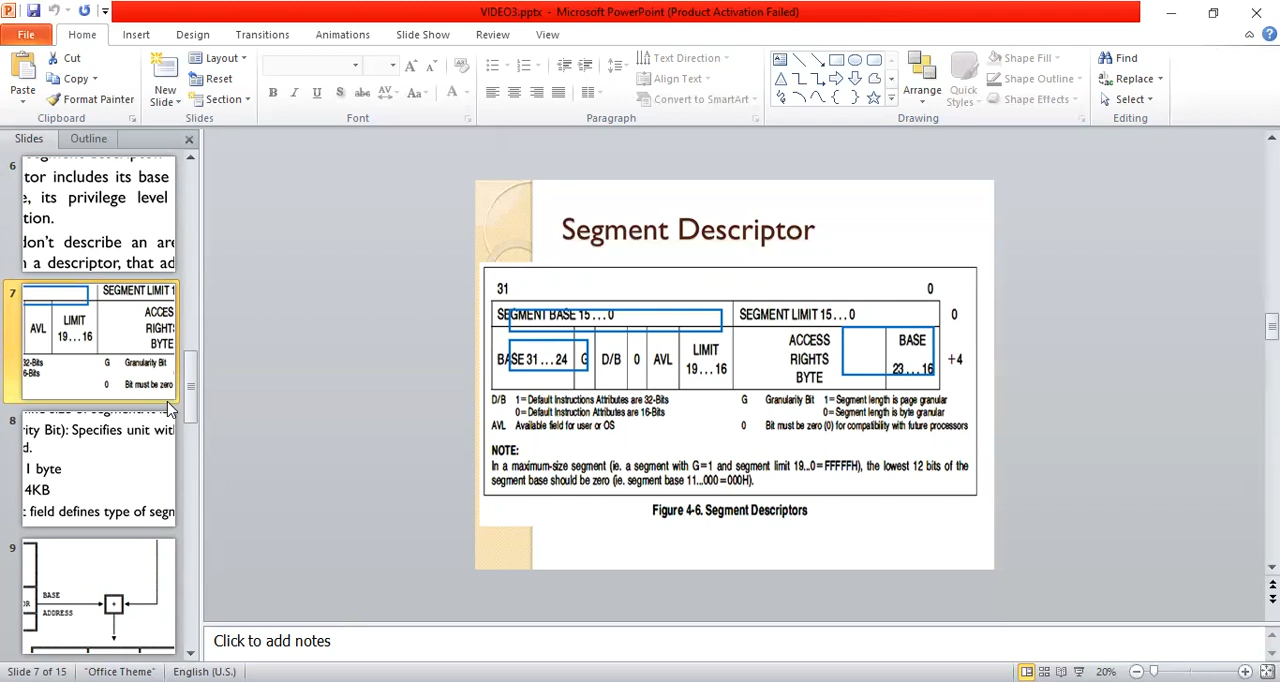 VIDEO3.pptx - Microsoft PowerPoint (Product Activation Failed)
File Home Insert Design Transitions Animations Slide Show Review View
Paste
Cut
Copy
Format Painter
Clipboard
New Slide
Layout
Reset
Section
Slides
B I U S abc AV Aa A
Font
Text Direction
Align Text
Convert to SmartArt
Paragraph
Arrange
Quick Styles
Shape Fill
Shape Outline
Shape Effects
Drawing
Find
Replace
Select
Editing
Slides Outline
6
tor includes its base
e, its privilege level
tion.
don't describe an are
n a descriptor, that ad
7
SEGMENT LIMIT 1
AVL
LIMIT
19...16
ACCES
RIGHT
BYTE
32-Bits
6-Bits
G Granularity Bit
0 Bit must be zero
8
rity Bit): Specifies unit with
d.
1 byte
4KB
: field defines type of segn
9
OR
BASE
ADDRESS
Segment Descriptor
31 0
SEGMENT BASE 15...0 SEGMENT LIMIT 15...0 0
BASE 31...24 G D/B 0 AVL LIMIT 19...16 ACCESS RIGHTS BYTE BASE 23...16 +4
D/B 1=Default Instructions Attributes are 32-Bits
0=Default Instruction Attributes are 16-Bits
AVL Available field for user or OS
G Granularity Bit 1=Segment length is page granular
0=Segment length is byte granular
0 Bit must be zero (0) for compatibility with future processors
NOTE:
In a maximum-size segment (ie. a segment with G=1 and segment limit 19...0=FFFFFH), the lowest 12 bits of the
segment base should be zero (ie. segment base 11...000=000H).
Figure 4-6. Segment Descriptors
Click to add notes
Slide 7 of 15 "Office Theme" English (U.S.) 20%